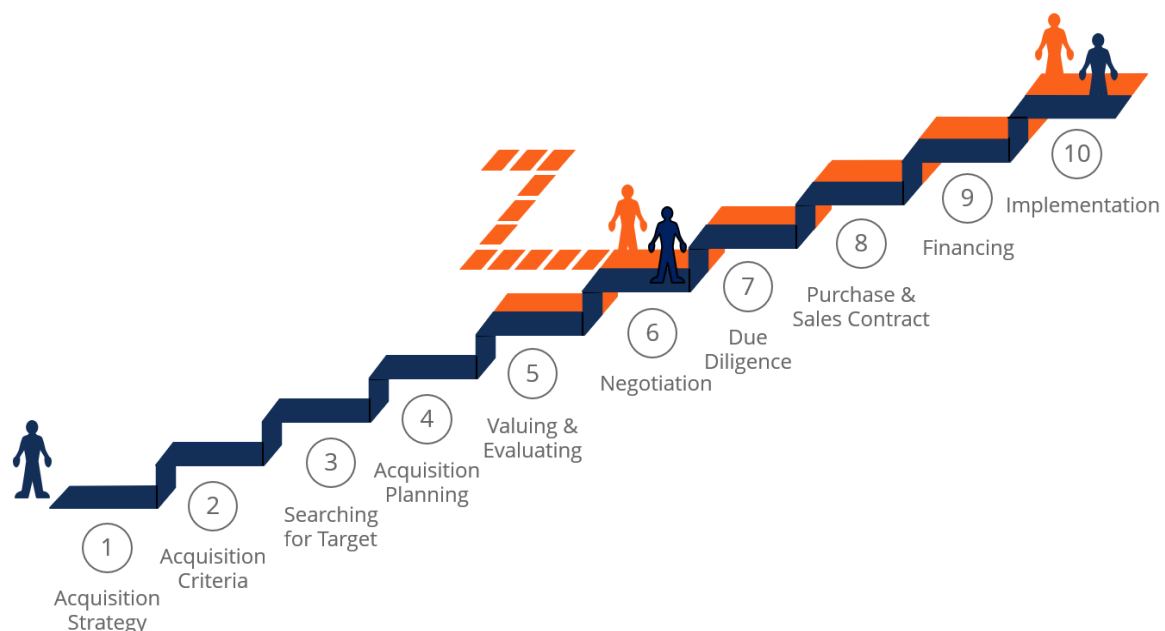 1
Acquisition
Strategy
2
Acquisition
Criteria
3
Searching
for Target
4
Acquisition
Planning
5
Valuing &
Evaluating
6
Negotiation
7
Due
Diligence
8
Purchase &
Sales Contract
9
Financing
10
Implementation